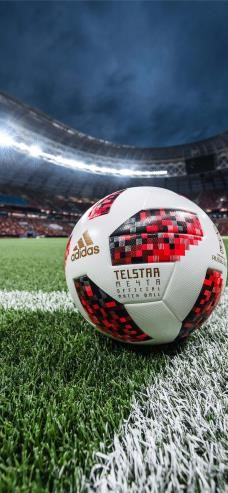 adidas
TELSTAR
МЕЧТА
OFFICIAL
MATCH BALL